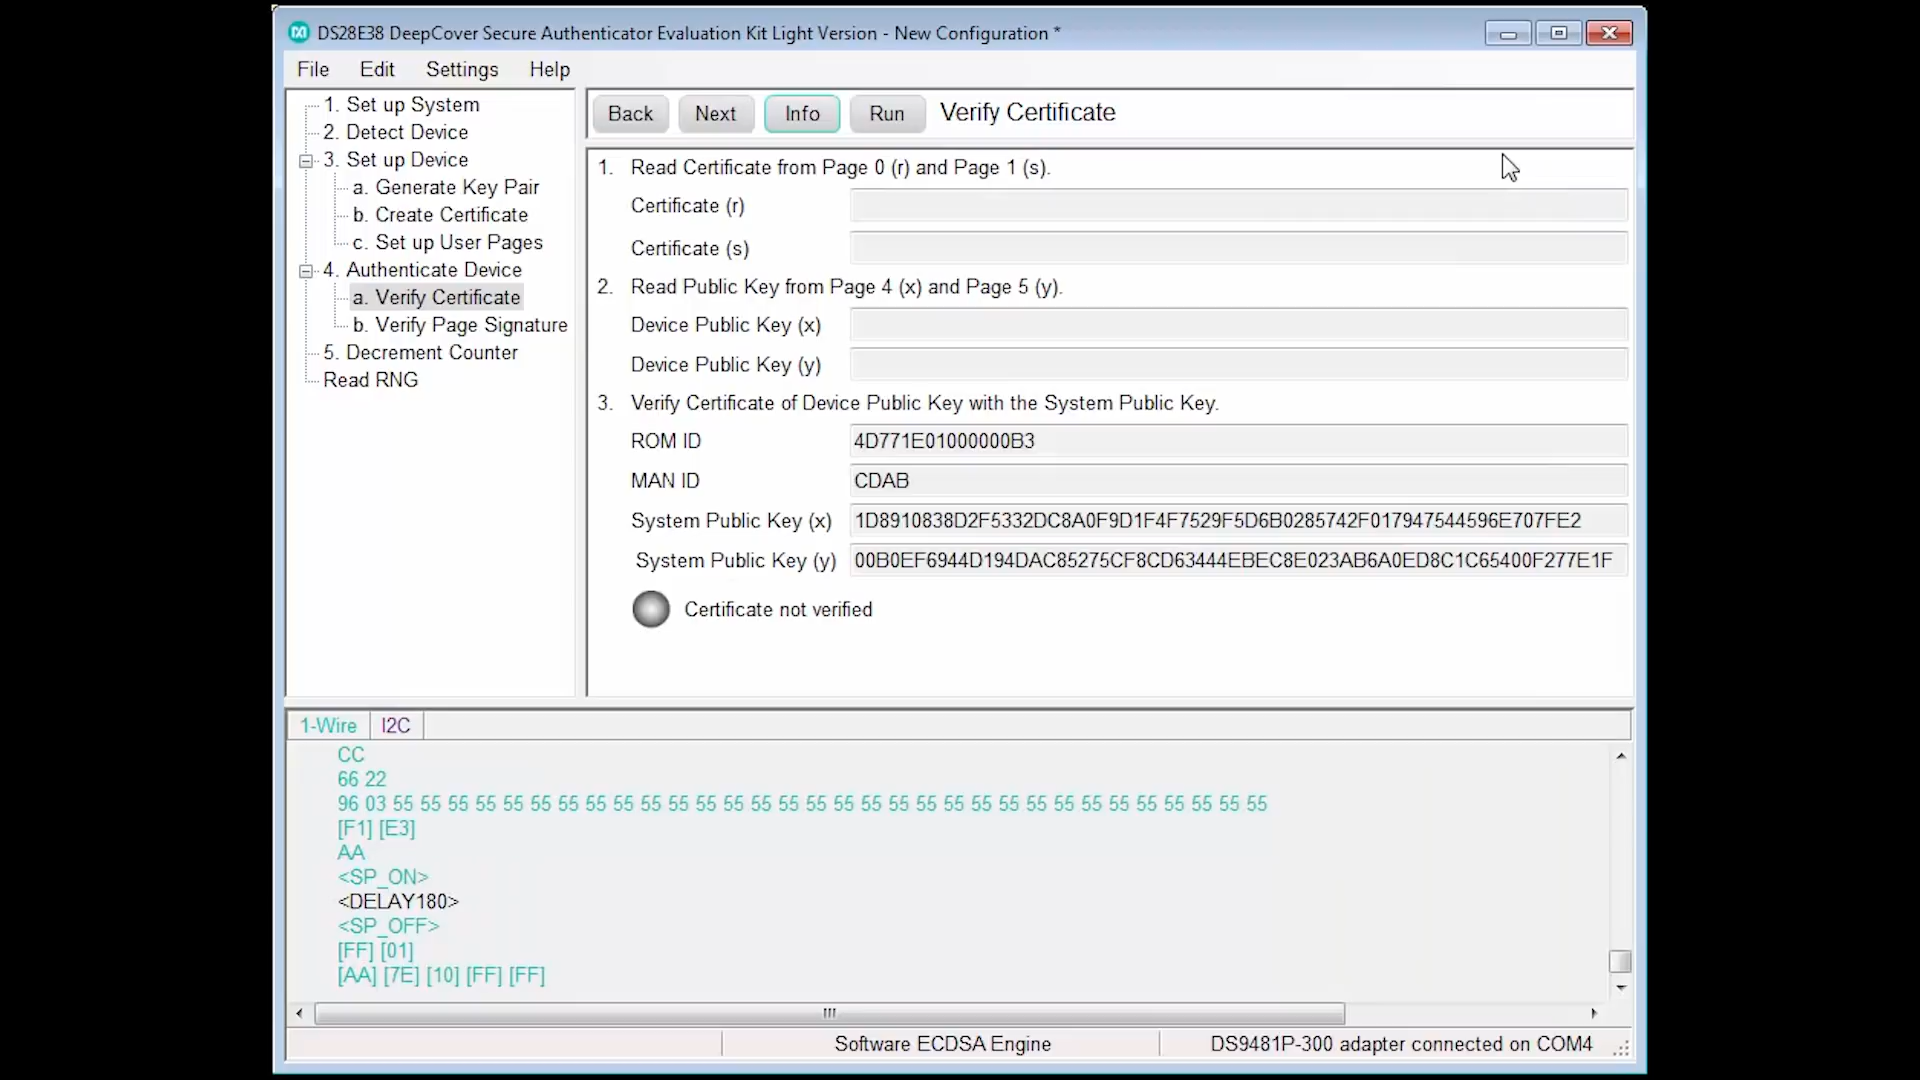 DS28E38 DeepCover Secure Authenticator Evaluation Kit Light Version - New Configuration *
File Edit Settings Help
1. Set up System
2. Detect Device
3. Set up Device
a. Generate Key Pair
b. Create Certificate
c. Set up User Pages
4. Authenticate Device
a. Verify Certificate
b. Verify Page Signature
5. Decrement Counter
Read RNG
Back Next Info Run Verify Certificate
1. Read Certificate from Page 0 (r) and Page 1 (s).
Certificate (r)
Certificate (s)
2. Read Public Key from Page 4 (x) and Page 5 (y).
Device Public Key (x)
Device Public Key (y)
3. Verify Certificate of Device Public Key with the System Public Key.
ROM ID 4D771E01000000B3
MAN ID CDAB
System Public Key (x) 1D8910838D2F5332DC8A0F9D1F4F7529F5D6B0285742F017947544596E707FE2
System Public Key (y) 00B0EF6944D194DAC85275CF8CD63444EBEC8E023AB6A0ED8C1C65400F277E1F
Certificate not verified
1-Wire I2C
CC
66 22
96 03 55 55 55 55 55 55 55 55 55 55 55 55 55 55 55 55 55 55 55 55 55 55 55 55 55 55 55 55 55 55 55 55
[F1] [E3]
AA
<SP_ON>
<DELAY180>
<SP_OFF>
[FF] [01]
[AA] [7E] [10] [FF] [FF]
Software ECDSA Engine DS9481P-300 adapter connected on COM4